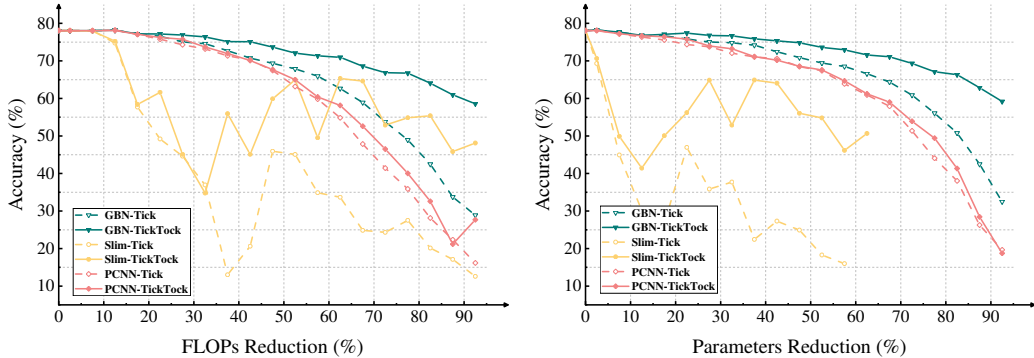 Accuracy (%)
80
70
60
50
40
30
20
10
GBN-Tick
GBN-TickTock
Slim-Tick
Slim-TickTock
PCNN-Tick
PCNN-TickTock
0 10 20 30 40 50 60 70 80 90
FLOPs Reduction (%)
Accuracy (%)
80
70
60
50
40
30
20
10
GBN-Tick
GBN-TickTock
Slim-Tick
Slim-TickTock
PCNN-Tick
PCNN-TickTock
0 10 20 30 40 50 60 70 80 90
Parameters Reduction (%)